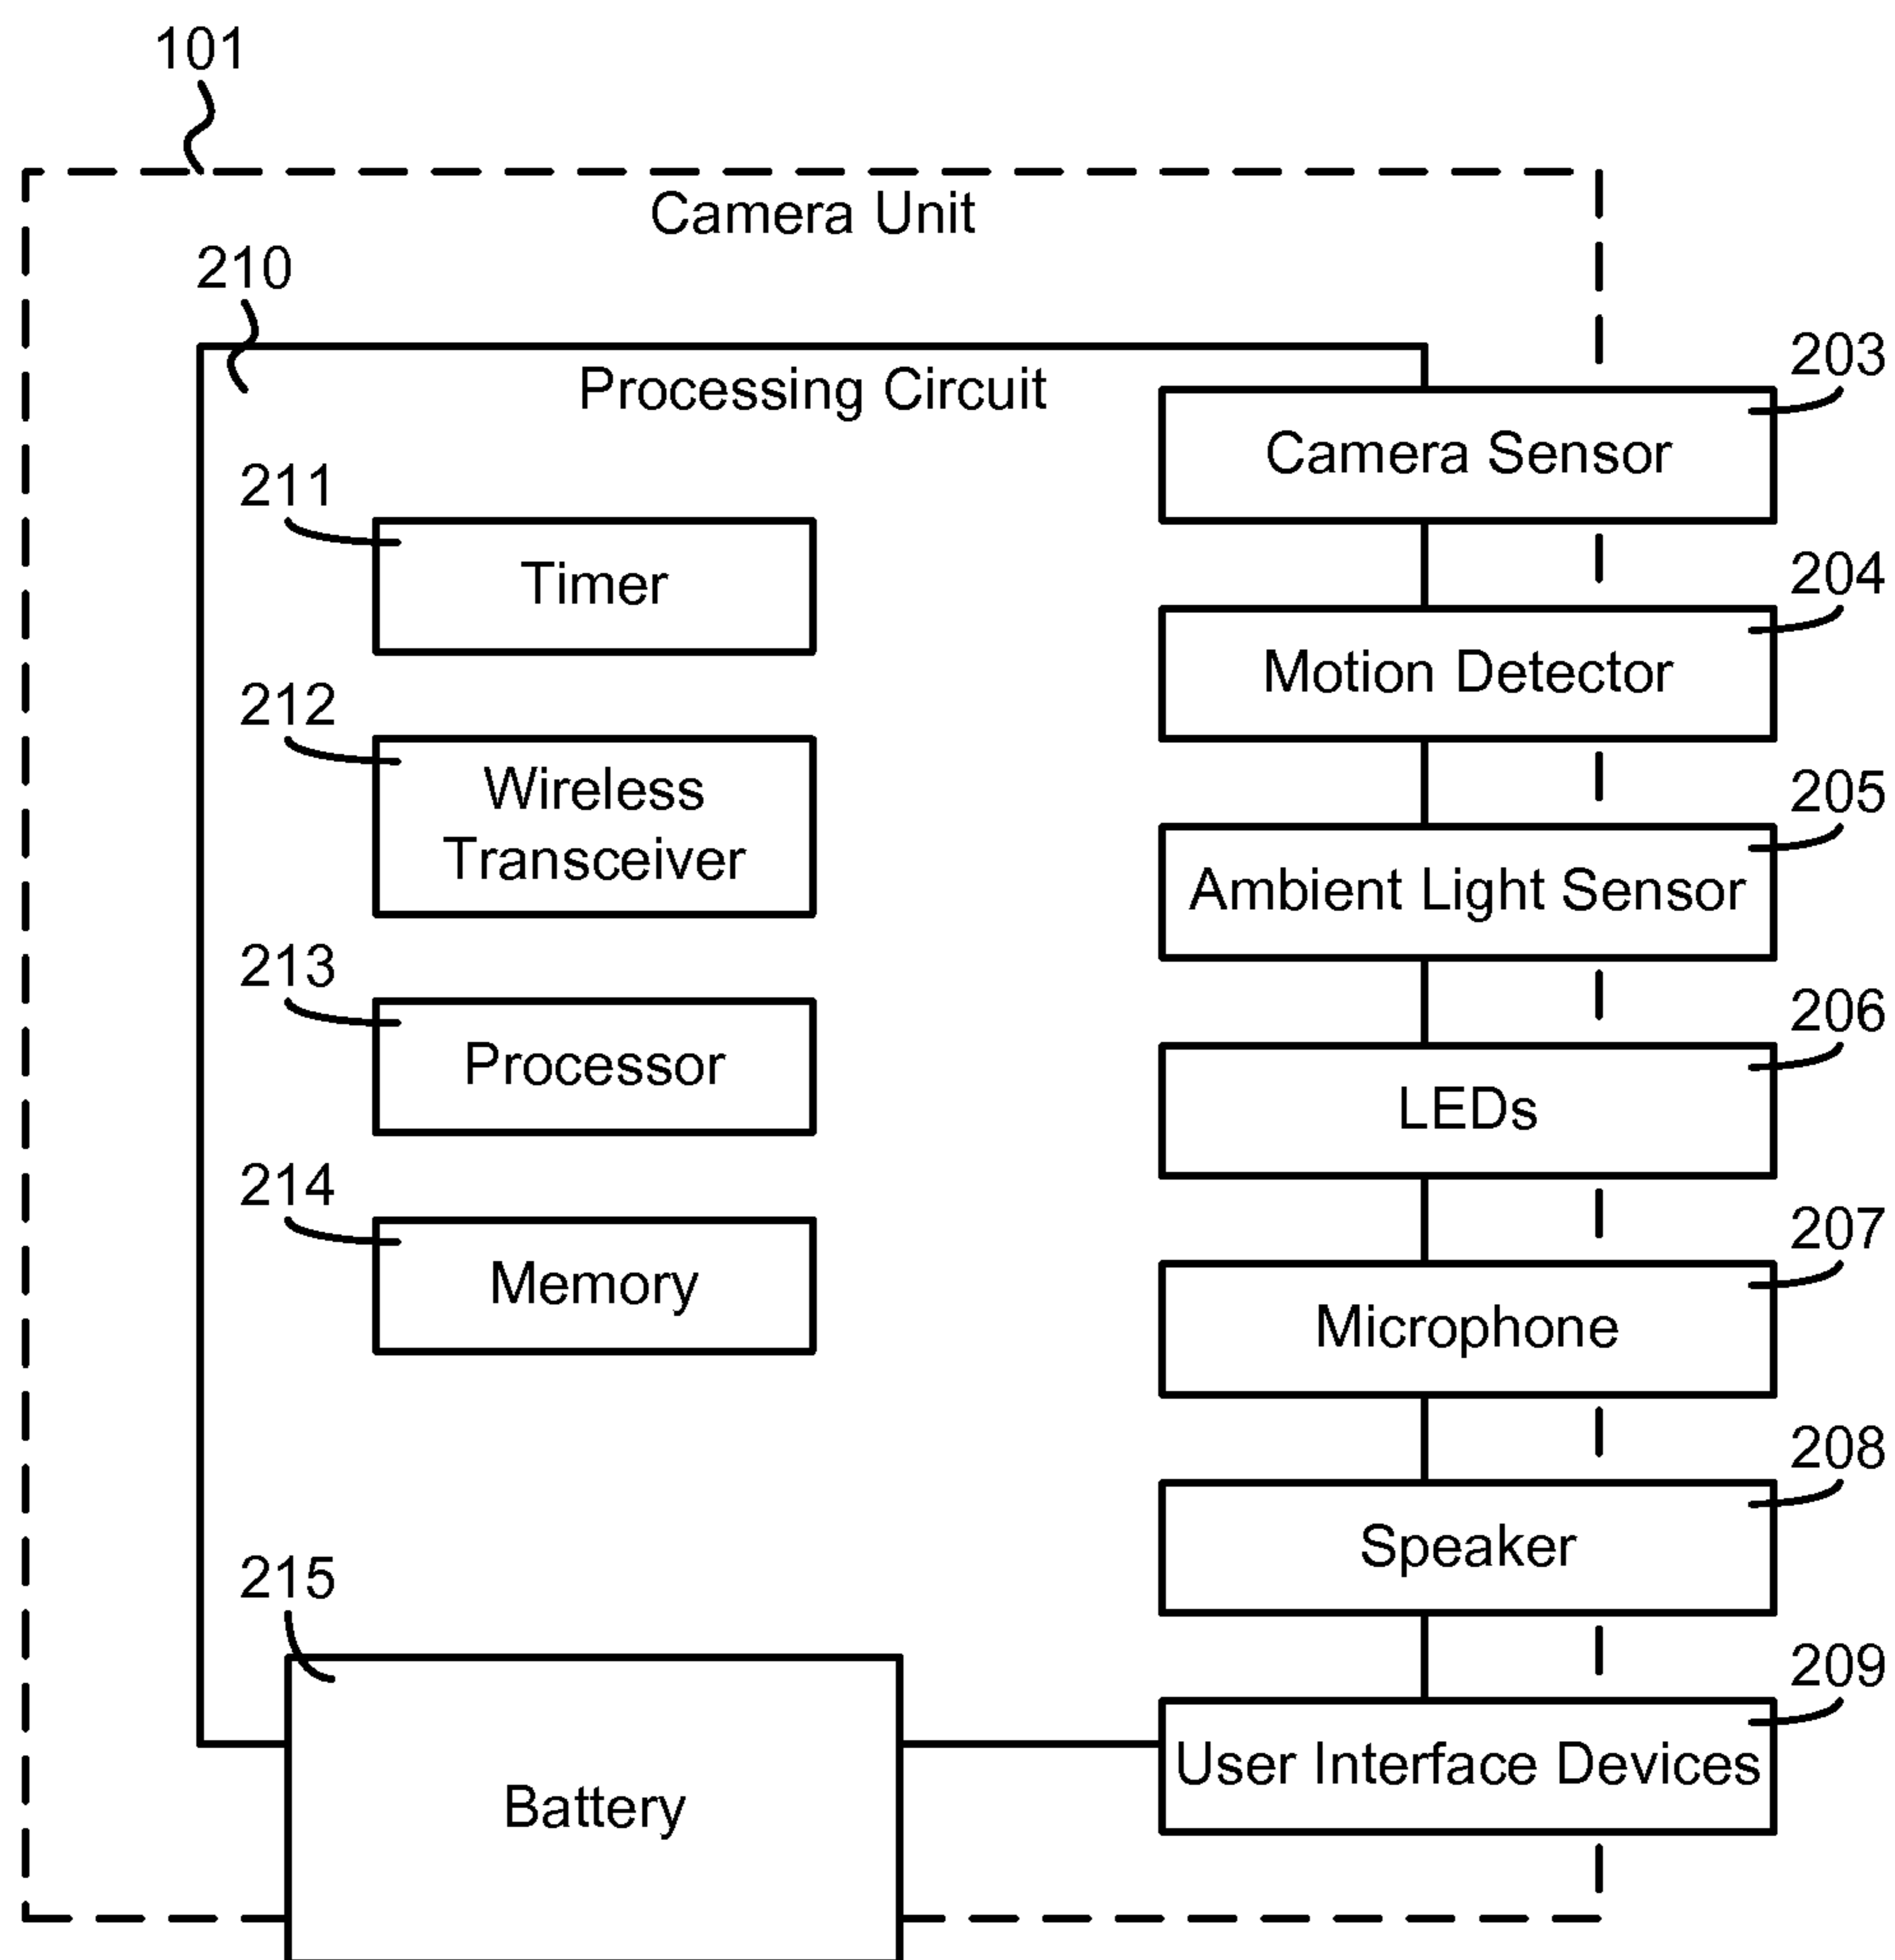 101
Camera Unit
210
Processing Circuit
203
Camera Sensor
211
Timer
204
Motion Detector
212
Wireless
Transceiver
205
Ambient Light Sensor
213
Processor
206
LEDs
214
Memory
207
Microphone
208
Speaker
215
Battery
209
User Interface Devices